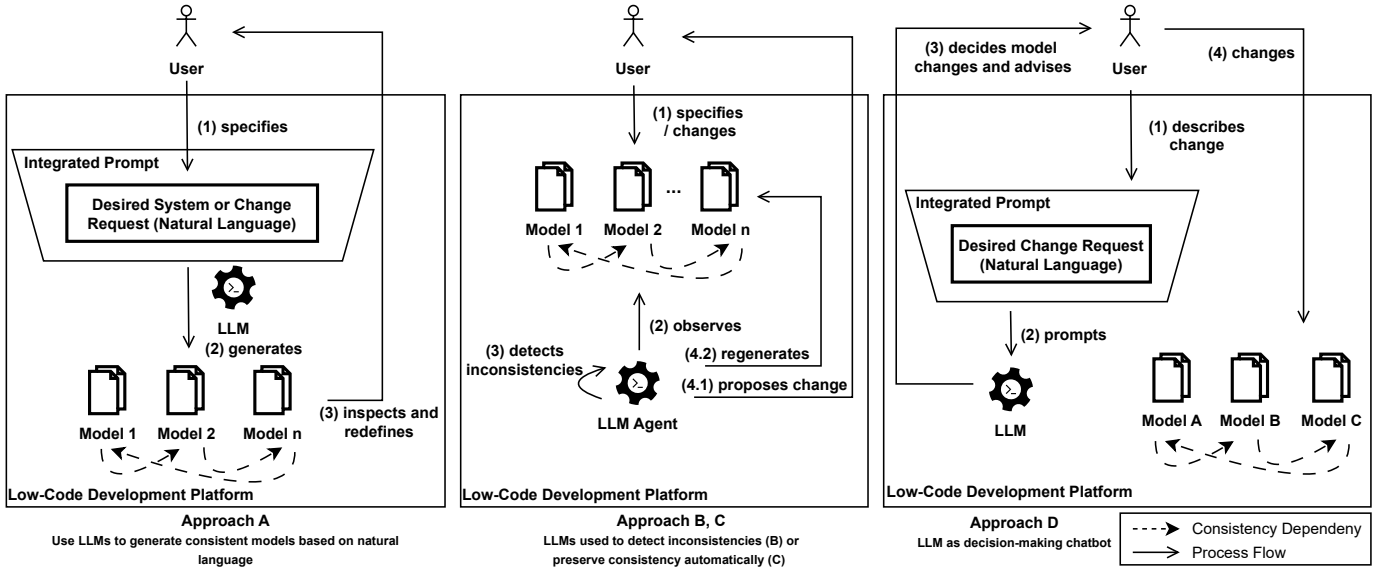 User
(1) specifies
Integrated Prompt
Desired System or Change
Request (Natural Language)
>_
LLM
(2) generates
Model 1
Model 2
Model n
(3) inspects and
redefines
Low-Code Development Platform
Approach A
Use LLMs to generate consistent models based on natural
language
User
(1) specifies
/ changes
...
Model 1
Model 2
Model n
(2) observes
(3) detects
inconsistencies
(4.2) regenerates
(4.1) proposes change
>_
LLM Agent
Low-Code Development Platform
Approach B, C
LLMs used to detect inconsistencies (B) or
preserve consistency automatically (C)
(3) decides model
changes and advises
User
(4) changes
(1) describes
change
Integrated Prompt
Desired Change Request
(Natural Language)
(2) prompts
>_
LLM
Model A
Model B
Model C
Low-Code Development Platform
Approach D
LLM as decision-making chatbot
Consistency Dependeny
Process Flow